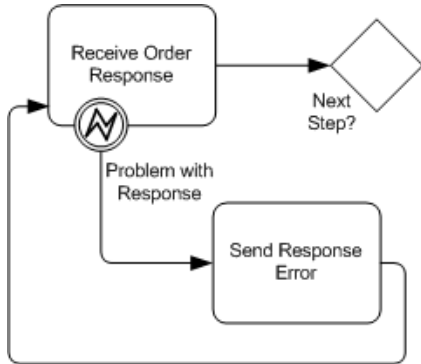 Receive Order
Response
Next
Step?
Problem with
Response
Send Response
Error